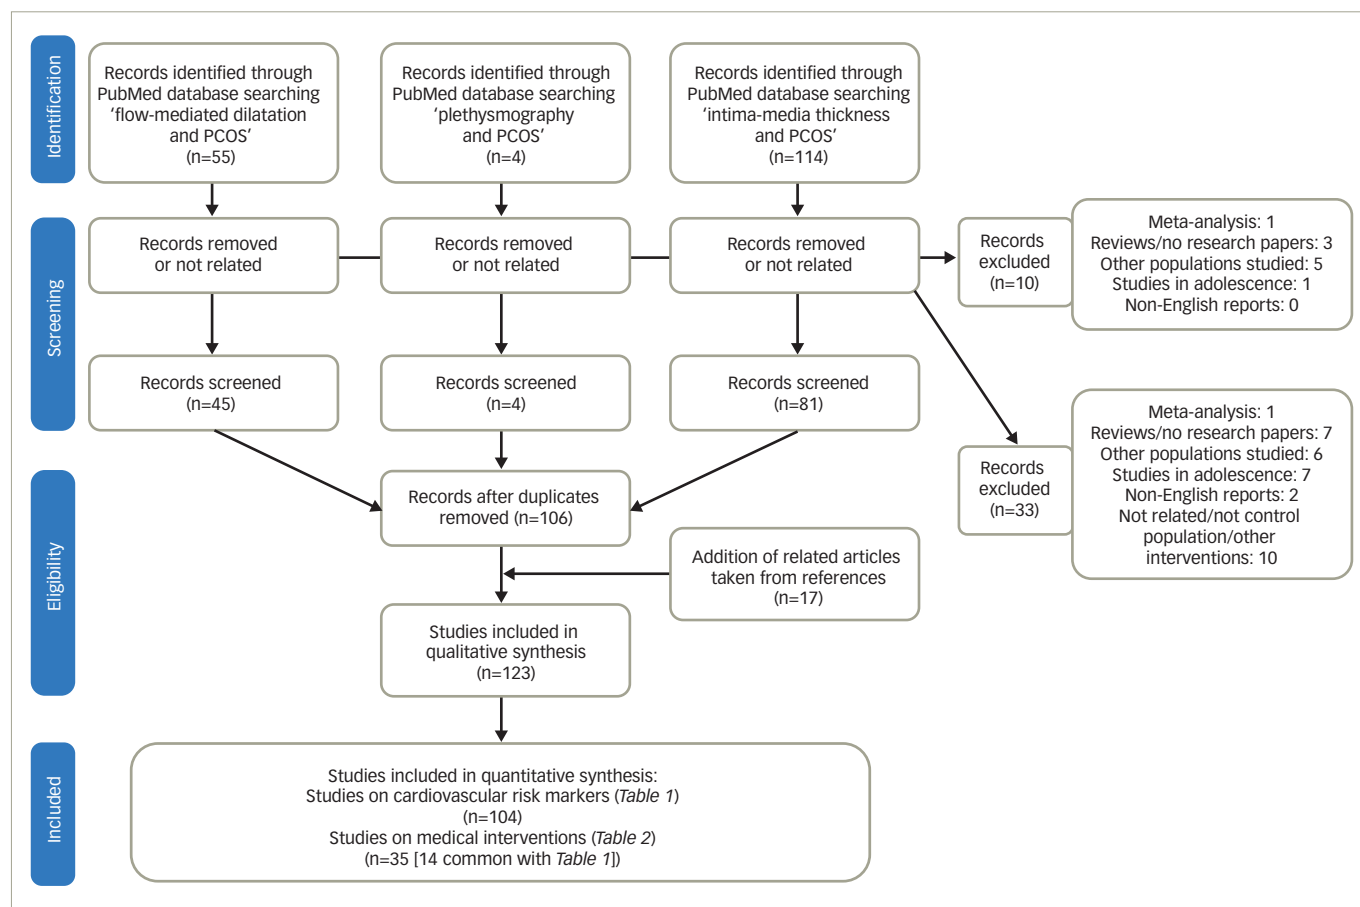 Identification
Records identified through
PubMed database searching
‘flow-mediated dilatation
and PCOS’
(n=55)
Records identified through
PubMed database searching
‘plethysmography
and PCOS’
(n=4)
Records identified through
PubMed database searching
‘intima-media thickness
and PCOS’
(n=114)
Screening
Records removed
or not related
Records removed
or not related
Records removed
or not related
Records
excluded
(n=10)
Meta-analysis: 1
Reviews/no research papers: 3
Other populations studied: 5
Studies in adolescence: 1
Non-English reports: 0
Records screened
(n=45)
Records screened
(n=4)
Records screened
(n=81)
Records
excluded
(n=33)
Meta-analysis: 1
Reviews/no research papers: 7
Other populations studied: 6
Studies in adolescence: 7
Non-English reports: 2
Not related/not control
population/other
interventions: 10
Eligibility
Records after duplicates
removed (n=106)
Addition of related articles
taken from references
(n=17)
Studies included in
qualitative synthesis
(n=123)
Included
Studies included in quantitative synthesis:
Studies on cardiovascular risk markers (Table 1)
(n=104)
Studies on medical interventions (Table 2)
(n=35 [14 common with Table 1])